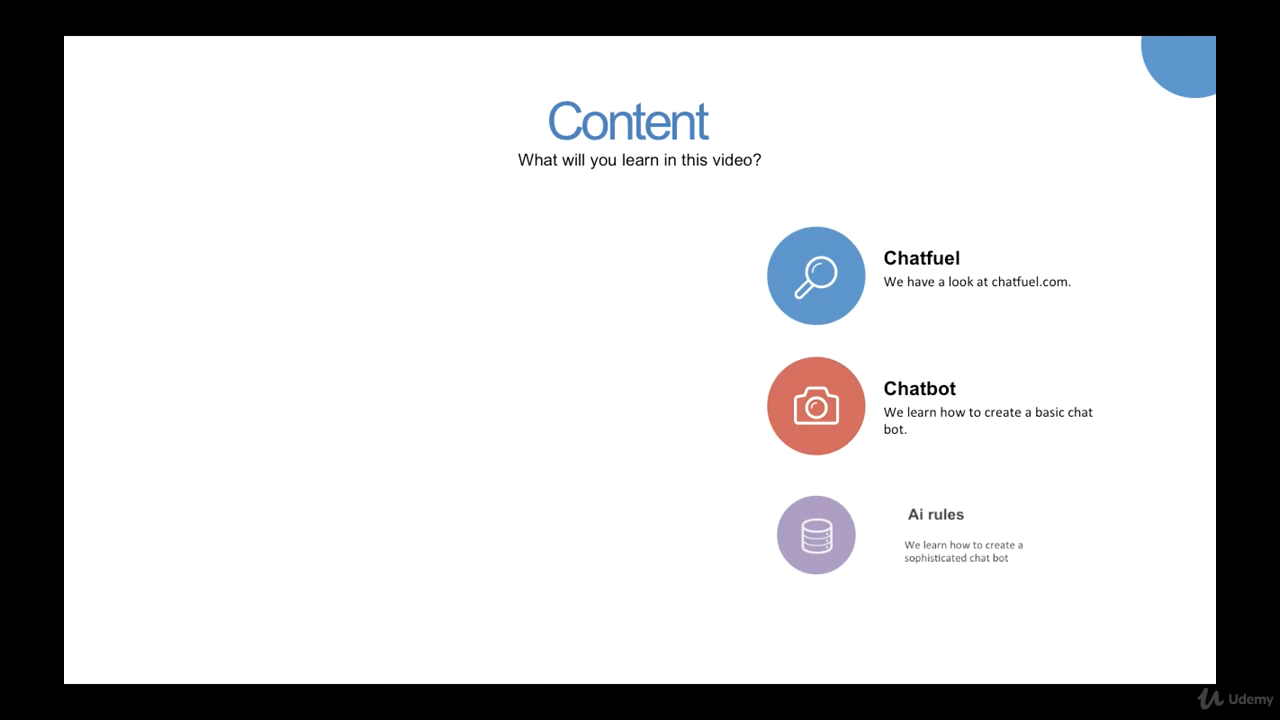 Content
What will you learn in this video?
Chatfuel
We have a look at chatfuel.com.
Chatbot
We learn how to create a basic chat
bot.
Ai rules
We learn how to create a
sophisticated chat bot
Udemy